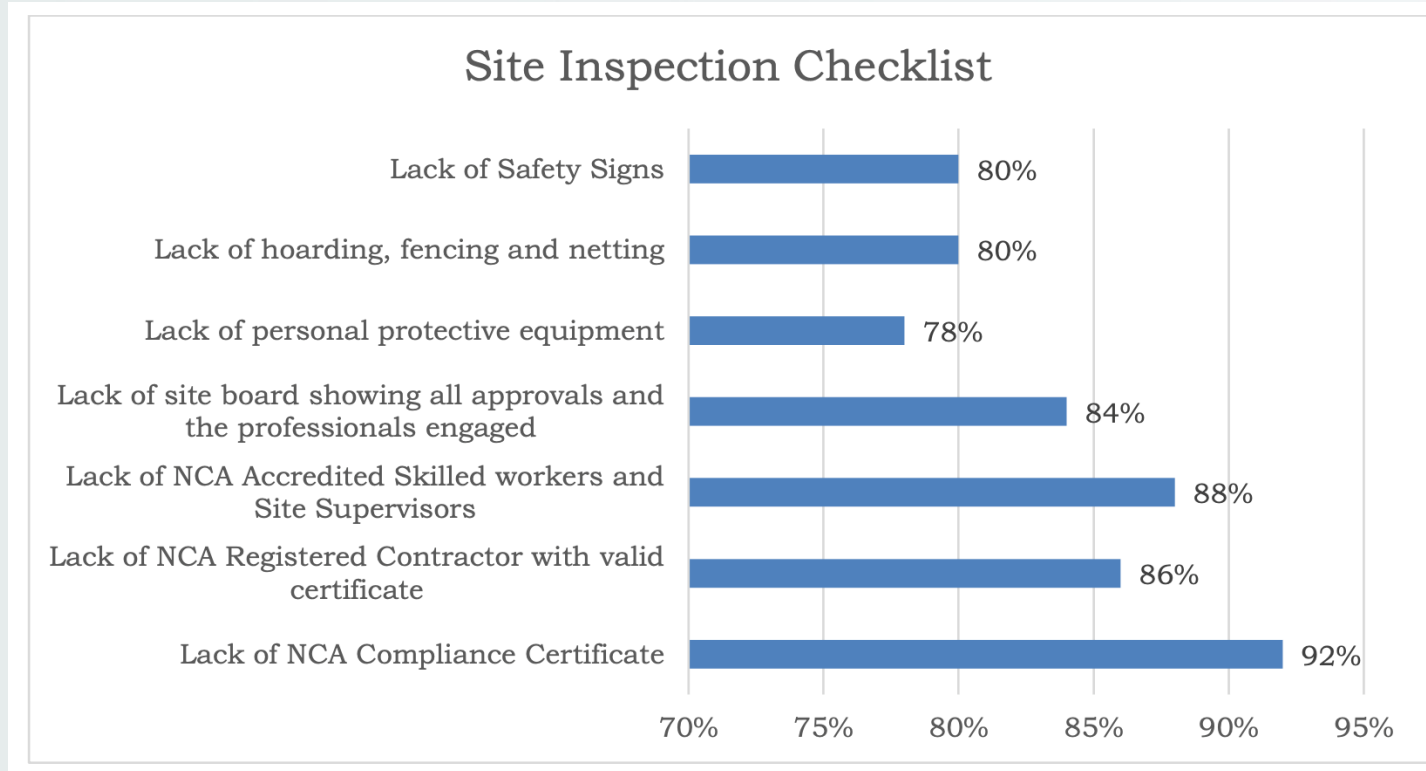 Site Inspection Checklist
Lack of Safety Signs
80%
Lack of hoarding, fencing and netting
80%
Lack of personal protective equipment
78%
Lack of site board showing all approvals and
the professionals engaged
84%
Lack of NCA Accredited Skilled workers and
Site Supervisors
88%
Lack of NCA Registered Contractor with valid
certificate
86%
Lack of NCA Compliance Certificate
92%
70% 75% 80% 85% 90% 95%